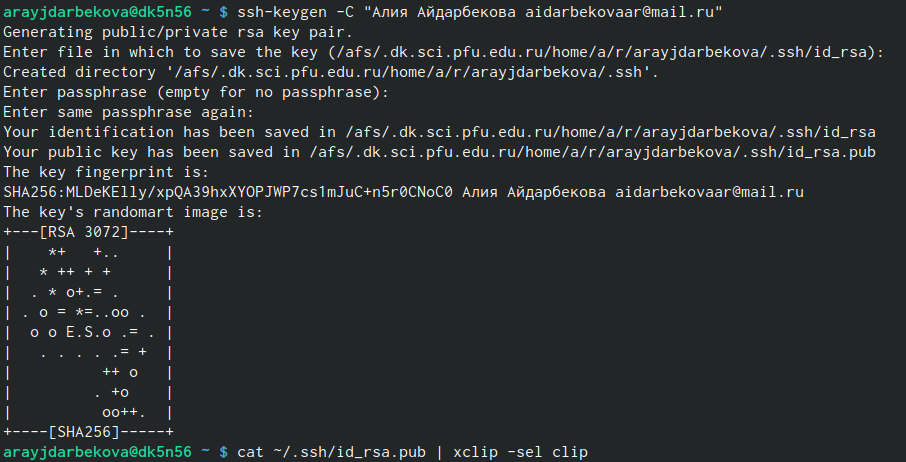 arayjdarbekova@dk5n56 ~ $ ssh-keygen -C "Алия Айдарбекова aidarbekovaar@mail.ru"
Generating public/private rsa key pair.
Enter file in which to save the key (/afs/.dk.sci.pfu.edu.ru/home/a/r/arayjdarbekova/.ssh/id_rsa):
Created directory '/afs/.dk.sci.pfu.edu.ru/home/a/r/arayjdarbekova/.ssh'.
Enter passphrase (empty for no passphrase):
Enter same passphrase again:
Your identification has been saved in /afs/.dk.sci.pfu.edu.ru/home/a/r/arayjdarbekova/.ssh/id_rsa
Your public key has been saved in /afs/.dk.sci.pfu.edu.ru/home/a/r/arayjdarbekova/.ssh/id_rsa.pub
The key fingerprint is:
SHA256:MLDeKElly/xpQA39hxXYOPJWP7cs1mJuC+n5r0CNoC0 Алия Айдарбекова aidarbekovaar@mail.ru
The key's randomart image is:
+---[RSA 3072]----+
|    *+   +..     |
|   * ++ + +      |
|  . * o+.= .     |
| . o = *=..oo .  |
|  o o E.S.o .= . |
|   . . . . .= +  |
|          ++ o   |
|         . +o    |
|          oo++.  |
+----[SHA256]-----+
arayjdarbekova@dk5n56 ~ $ cat ~/.ssh/id_rsa.pub | xclip -sel clip